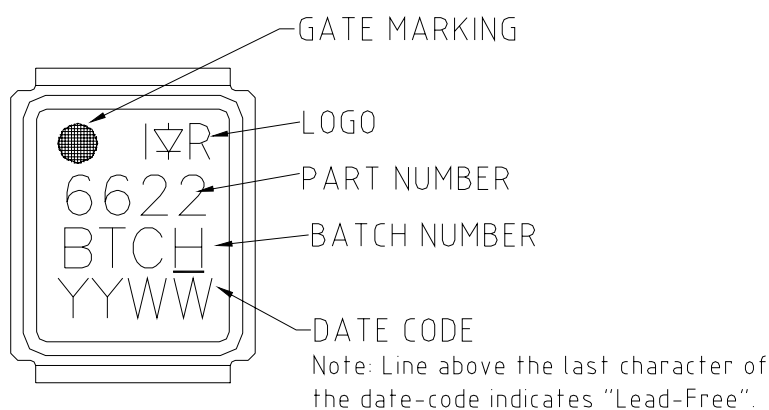 GATE MARKING
I R
LOGO
6622
PART NUMBER
BTCH
BATCH NUMBER
YYWW
DATE CODE
Note: Line above the last character of
the date-code indicates "Lead-Free".